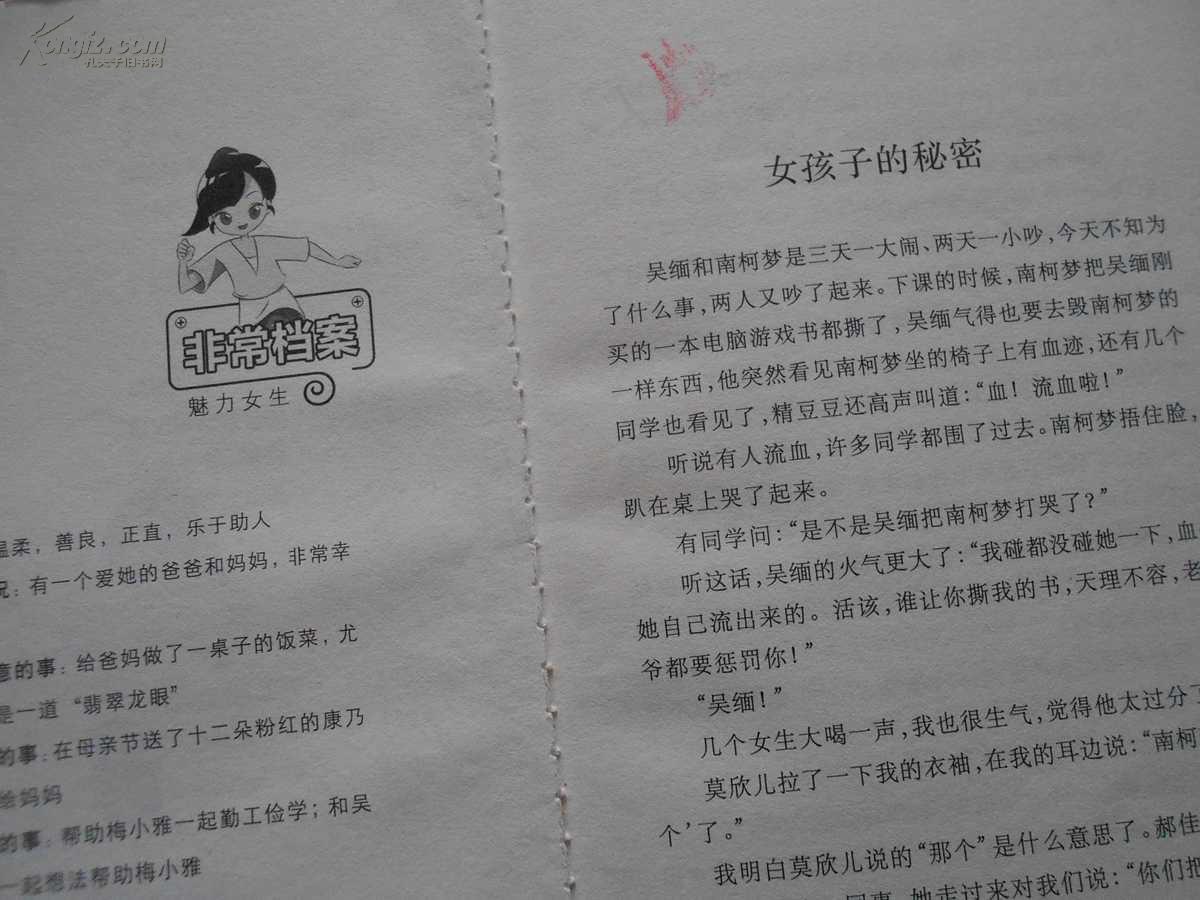 Kongfz.com
孔夫子旧书网
非常档案
魅力女生
温柔，善良，正直，乐于助人
况：有一个爱她的爸爸和妈妈，非常幸
意的事：给爸妈做了一桌子的饭菜，尤
是一道“翡翠龙眼”
的事：在母亲节送了十二朵粉红的康乃
给妈妈
的事：帮助梅小雅一起勤工俭学；和吴
一起想法帮助梅小雅
女孩子的秘密
吴缅和南柯梦是三天一大闹、两天一小吵，今天不知为
了什么事，两人又吵了起来。下课的时候，南柯梦把吴缅刚
买的一本电脑游戏书都撕了，吴缅气得也要去毁南柯梦的
一样东西，他突然看见南柯梦坐的椅子上有血迹，还有几个
同学也看见了，精豆豆还高声叫道：“血！流血啦！”
听说有人流血，许多同学都围了过去。南柯梦捂住脸，
趴在桌上哭了起来。
有同学问：“是不是吴缅把南柯梦打哭了？”
听这话，吴缅的火气更大了：“我碰都没碰她一下，血
她自己流出来的。活该，谁让你撕我的书，天理不容，老
爷都要惩罚你！”
“吴缅！”
几个女生大喝一声，我也很生气，觉得他太过分了
莫欣儿拉了一下我的衣袖，在我的耳边说：“南柯
个’了。”
我明白莫欣儿说的“那个”是什么意思了。郝佳
回事，她走过来对我们说：“你们把